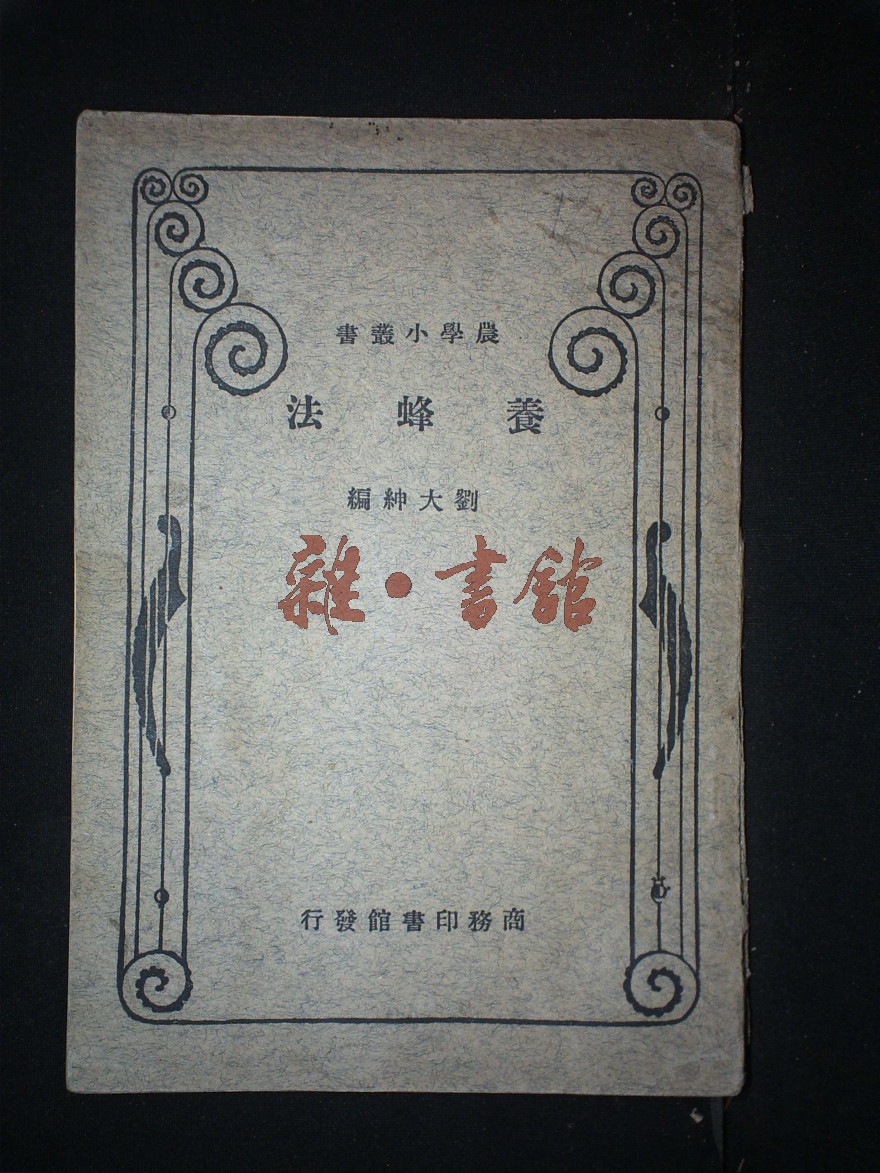 農學小叢書
養蜂法
劉大紳編
雜·書館
商務印書館發行